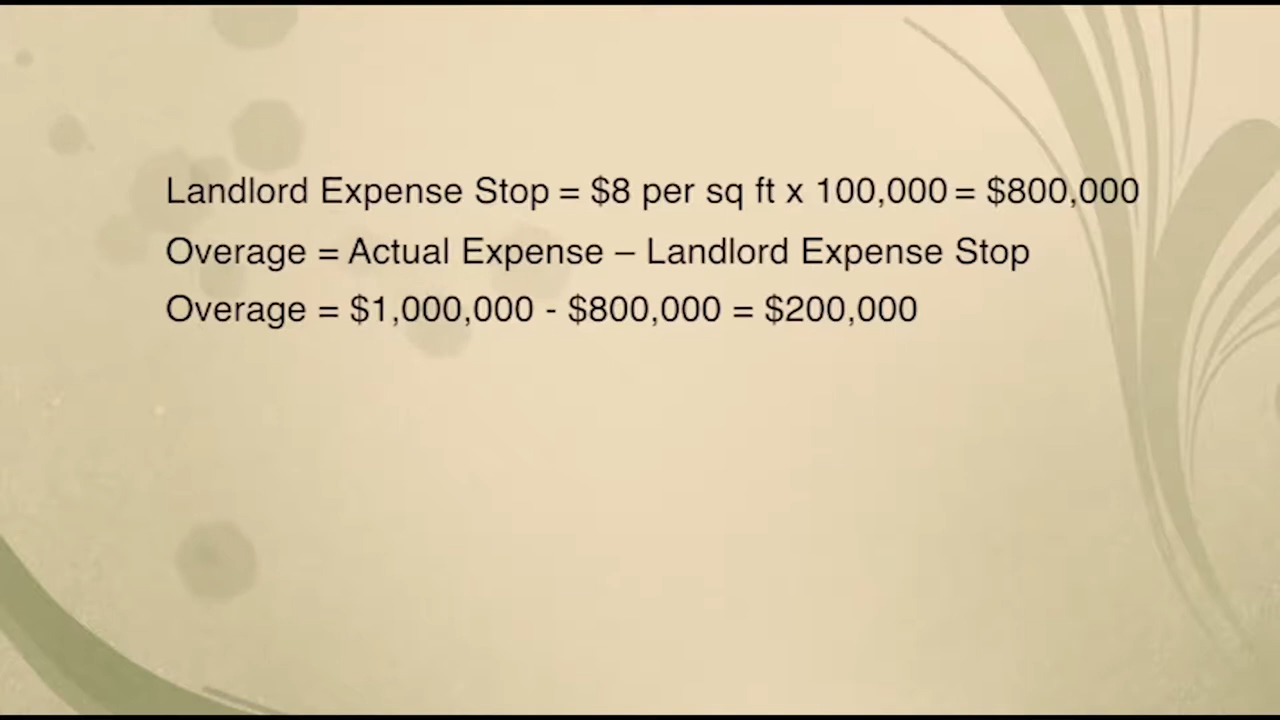 Landlord Expense Stop = $8 per sq ft x 100,000 = $800,000
Overage = Actual Expense – Landlord Expense Stop
Overage = $1,000,000 - $800,000 = $200,000